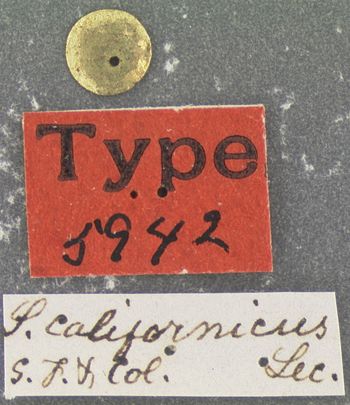 Type
5942
P. californicus
S. F. & Col. Lec.